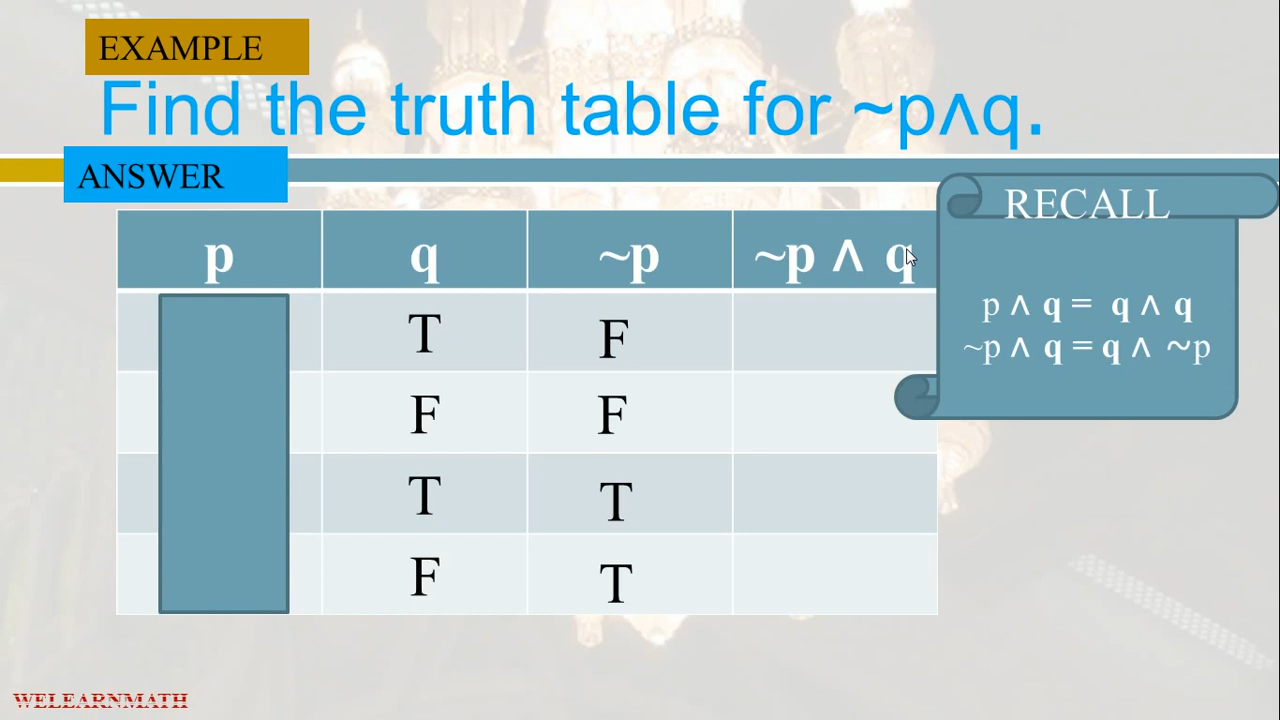 EXAMPLE
Find the truth table for ~p∧q.
ANSWER
RECALL
p q ~p ~p ∧ q
p ∧ q = q ∧ q
~p ∧ q = q ∧ ~p
T F
F F
T T
F T
WELEARNMATH